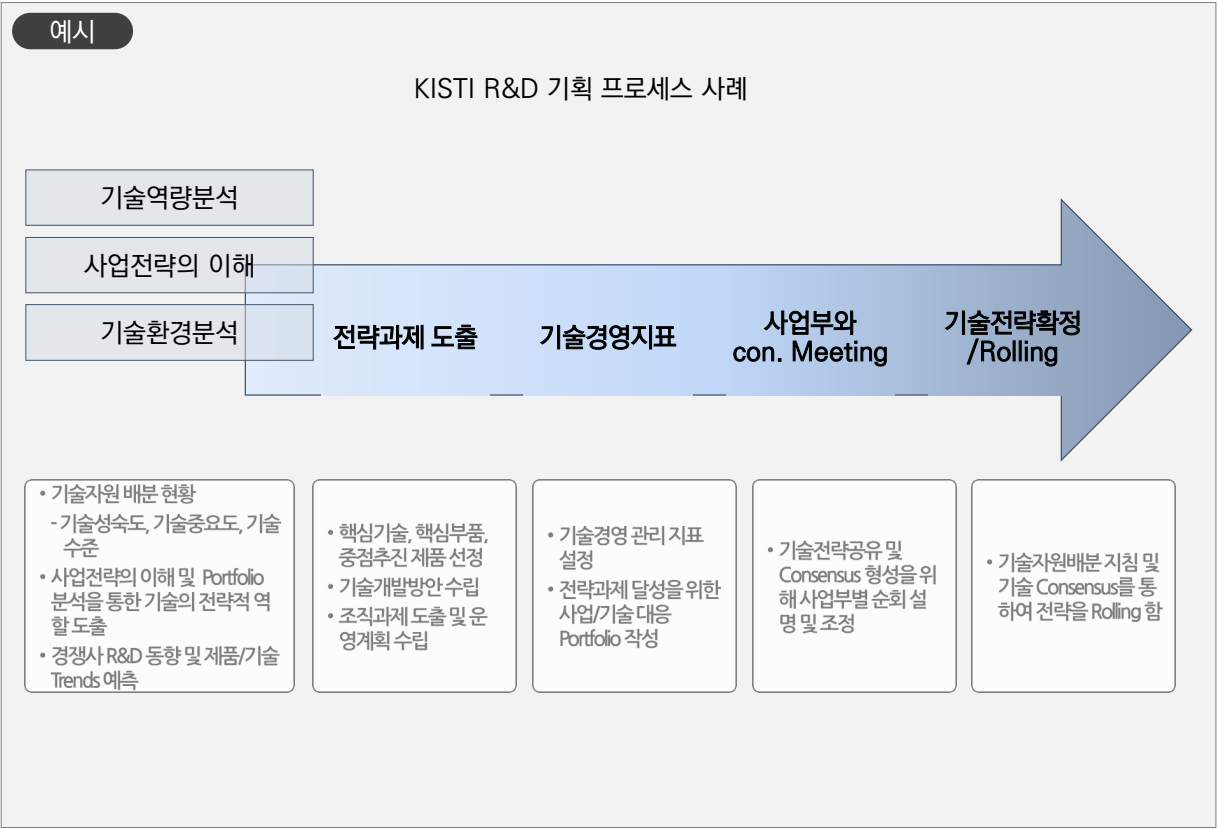 예시
KISTI R&D 기획 프로세스 사례
기술역량분석
사업전략의 이해
기술환경분석
전략과제 도출
기술경영지표
사업부와
con. Meeting
기술전략확정
/Rolling
• 기술자원 배분 현황
- 기술성숙도, 기술중요도, 기술
수준
• 사업전략의 이해 및 Portfolio
분석을 통한 기술의 전략적 역
할 도출
• 경쟁사 R&D 동향 및 제품/기술
Trends 예측
• 핵심기술, 핵심부품,
중점추진 제품 선정
• 기술개발방안 수립
• 조직과제 도출 및 운
영계획 수립
• 기술경영 관리 지표
설정
• 전략과제 달성을 위한
사업/기술 대응
Portfolio 작성
• 기술전략공유 및
Consensus 형성을 위
해 사업부별 순회 설
명 및 조정
• 기술자원배분 지침 및
기술 Consensus를 통
하여 전략을 Rolling 함